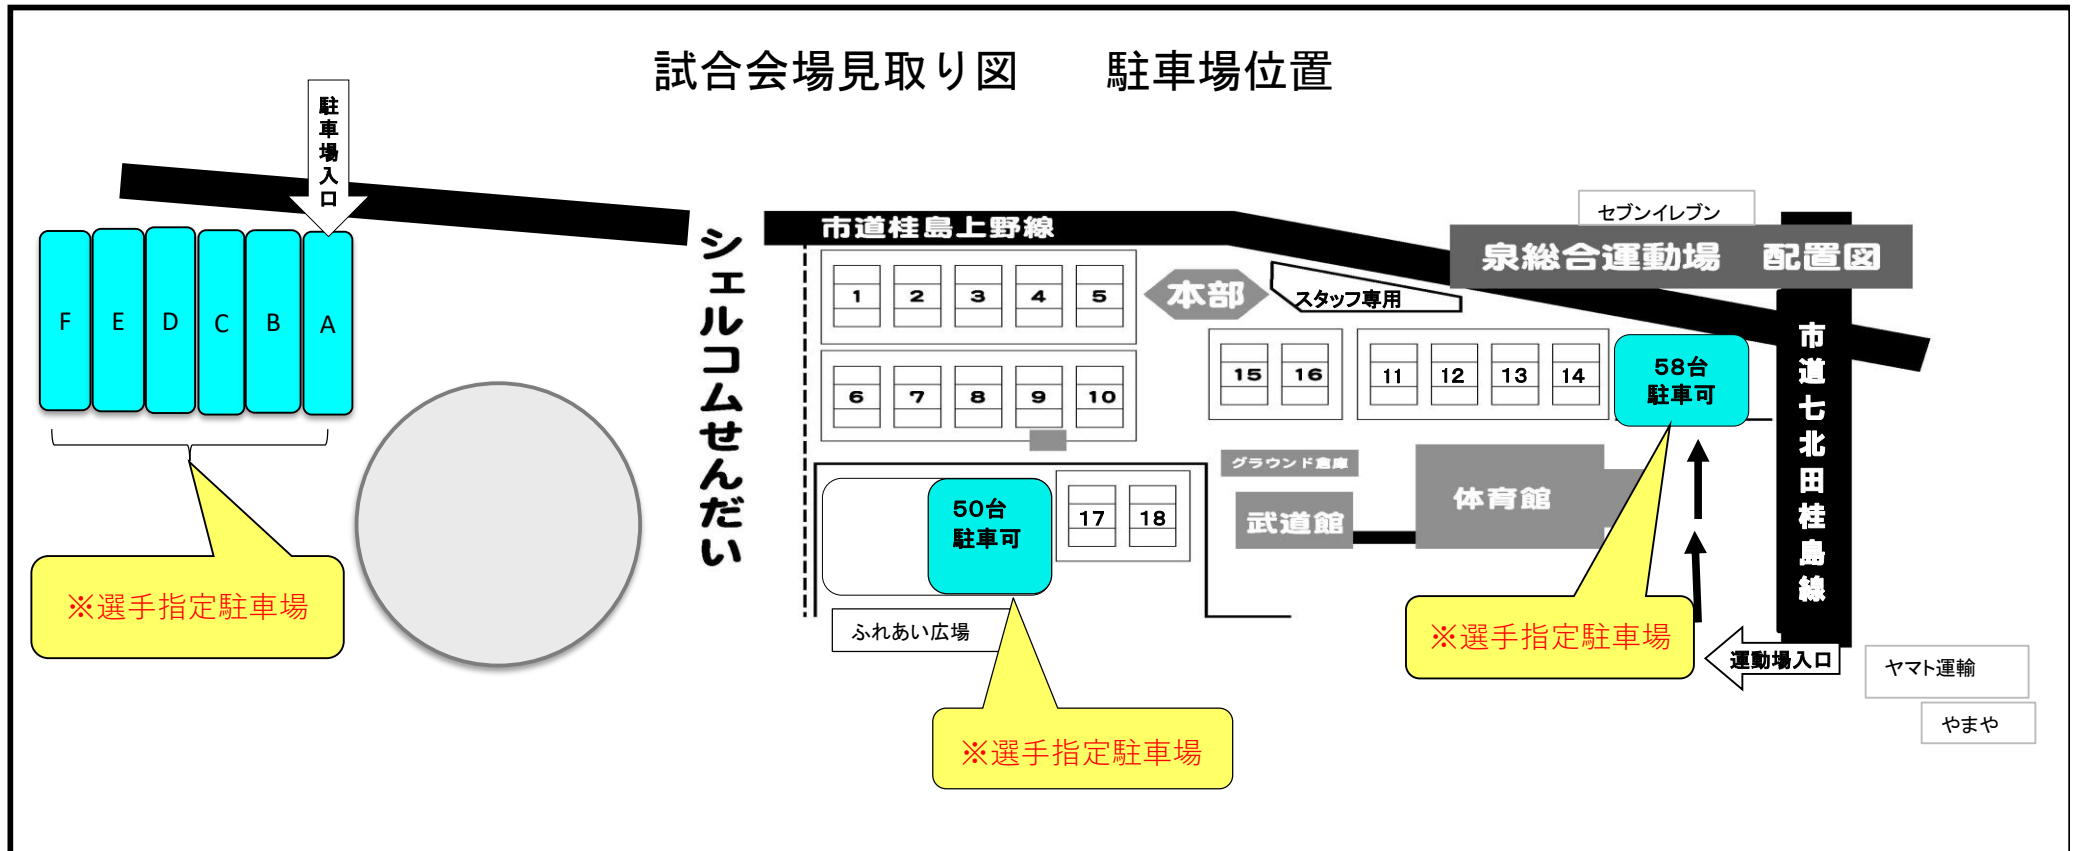 試合会場見取り図　駐車場位置
駐車場入口
セブンイレブン
泉総合運動場　配置図
市道桂島上野線
シェルコムせんだい
F E D C B A
1 2 3 4 5
本部
スタッフ専用
市道七北田桂島線
6 7 8 9 10
15 16
11 12 13 14
58台
駐車可
グラウンド倉庫
武道館
体育館
50台
駐車可
17 18
※選手指定駐車場
ふれあい広場
※選手指定駐車場
運動場入口
ヤマト運輸
やまや
※選手指定駐車場